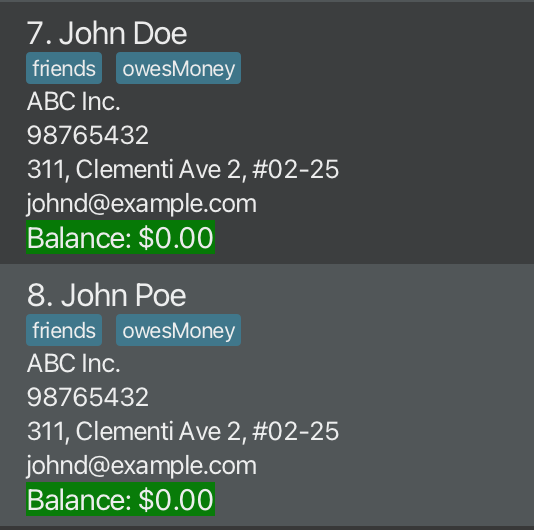 7. John Doe
friends owesMoney
ABC Inc.
98765432
311, Clementi Ave 2, #02-25
johnd@example.com
Balance: $0.00
8. John Poe
friends owesMoney
ABC Inc.
98765432
311, Clementi Ave 2, #02-25
johnd@example.com
Balance: $0.00